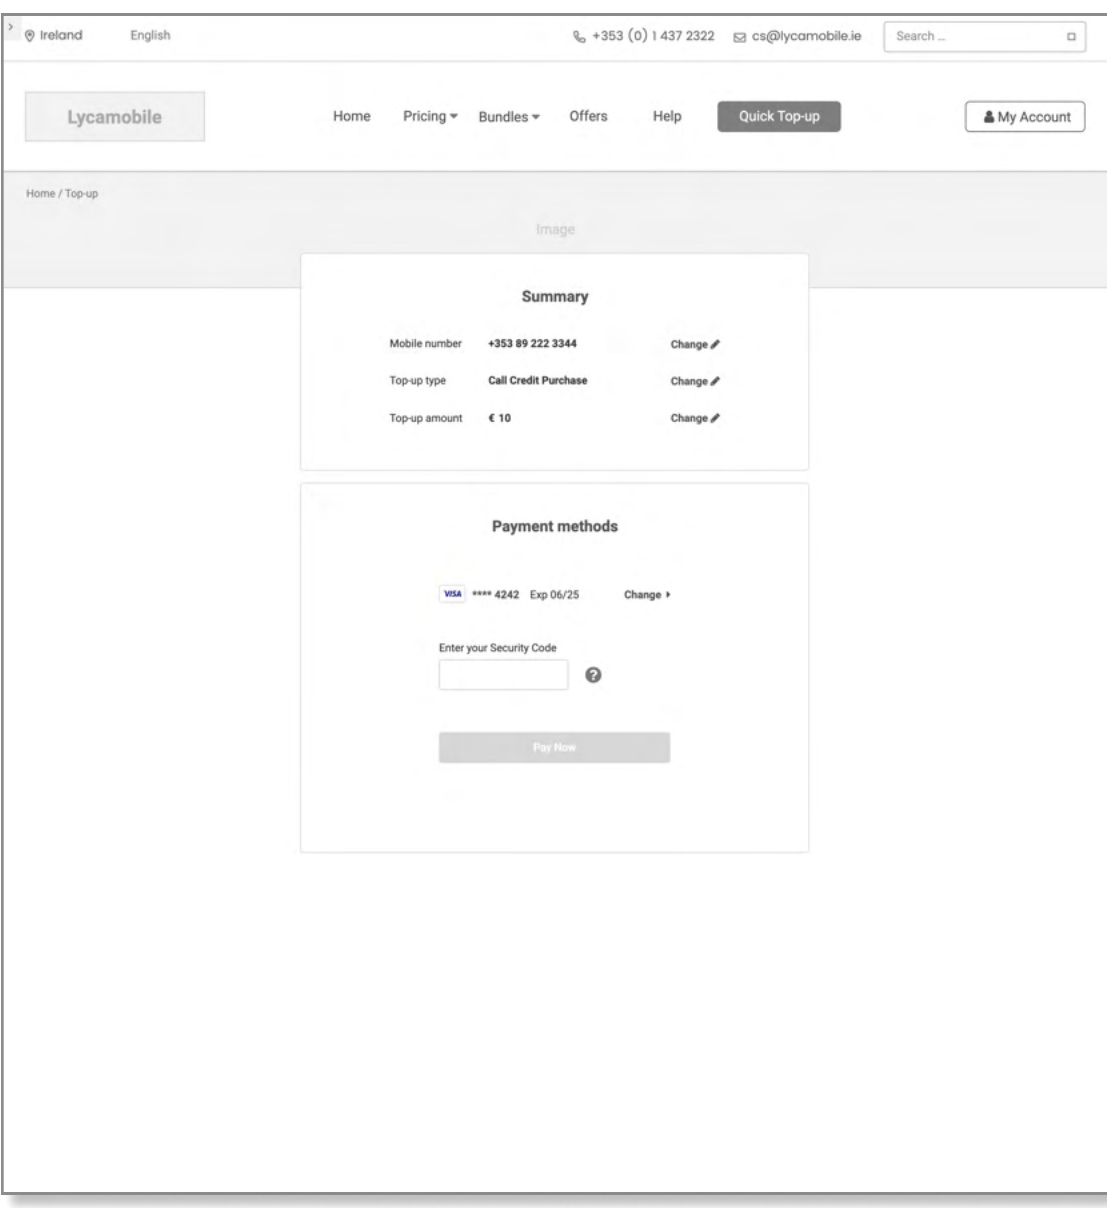 Ireland English +353 (0) 1 437 2322 cs@lycamobile.ie Search ...
Lycamobile Home Pricing Bundles Offers Help Quick Top-up My Account
Home / Top-up
Image
Summary
Mobile number +353 89 222 3344 Change
Top-up type Call Credit Purchase Change
Top-up amount € 10 Change
Payment methods
VISA **** 4242 Exp 06/25 Change
Enter your Security Code
?
Pay Now